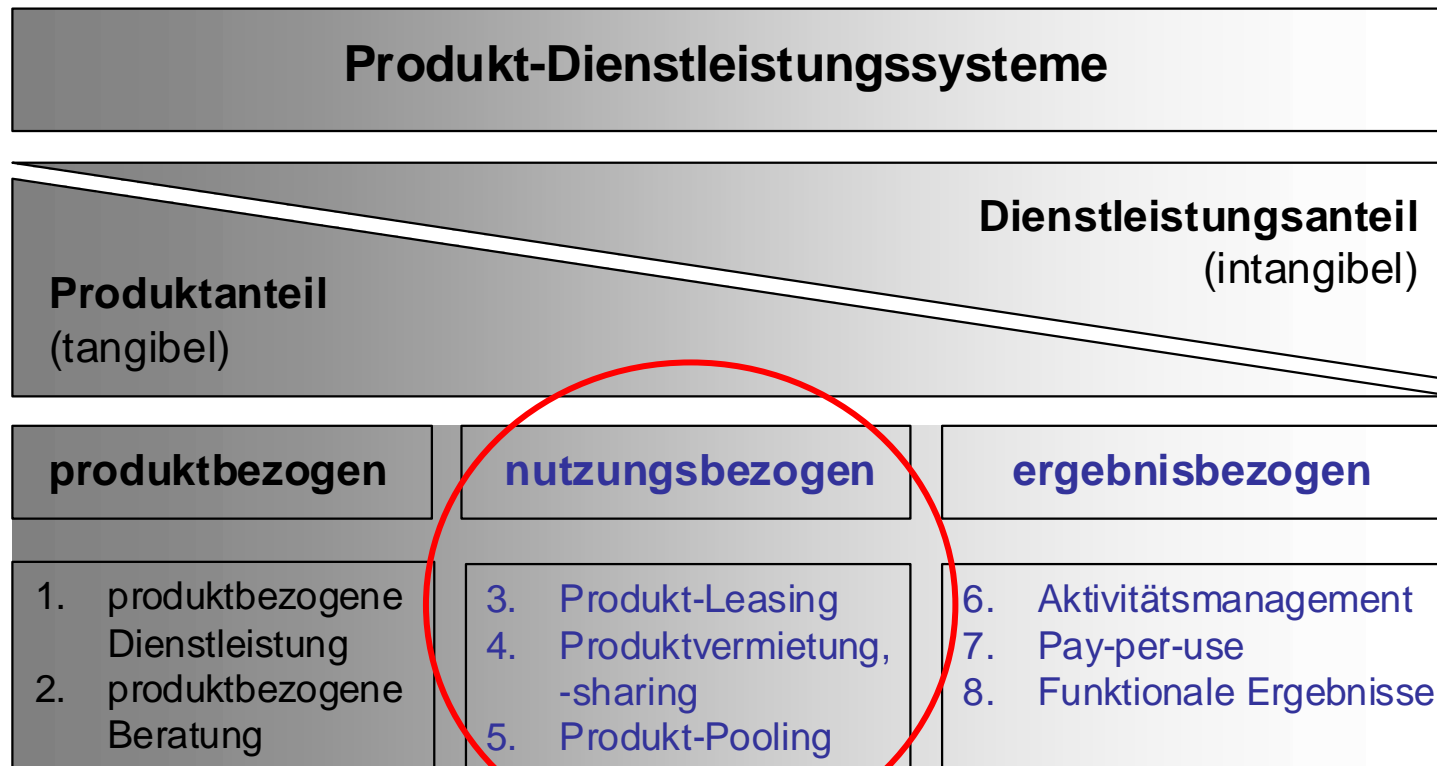 Produkt-Dienstleistungssysteme
Dienstleistungsanteil
(intangibel)
Produktanteil
(tangibel)
produktbezogen
nutzungsbezogen
ergebnisbezogen
1. produktbezogene
Dienstleistung
2. produktbezogene
Beratung
3. Produkt-Leasing
4. Produktvermietung,
-sharing
5. Produkt-Pooling
6. Aktivitätsmanagement
7. Pay-per-use
8. Funktionale Ergebnisse